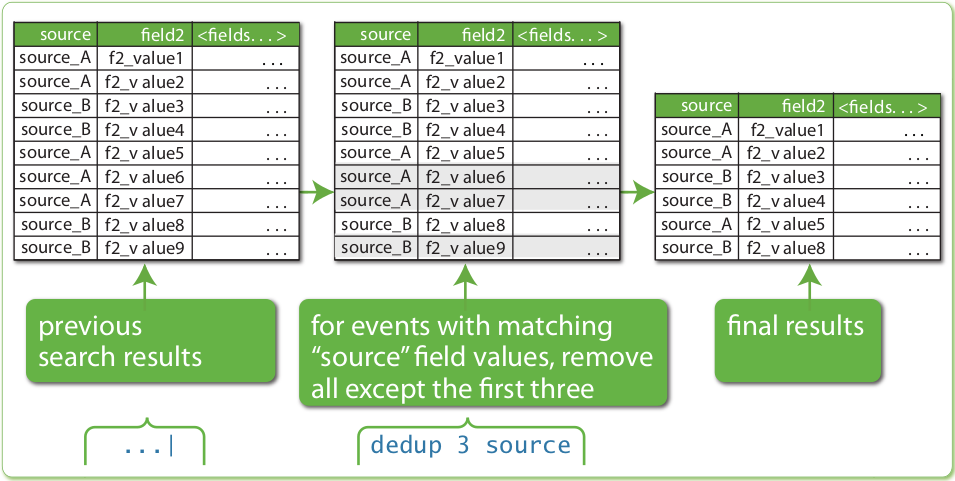 source field2 <fields. . . >
source_A f2_value1 . . .
source_A f2_v alue2 . . .
source_B f2_v alue3 . . .
source_B f2_v alue4 . . .
source_A f2_v alue5 . . .
source_A f2_v alue6 . . .
source_A f2_v alue7 . . .
source_B f2_v alue8 . . .
source_B f2_v alue9 . . .
source field2 <fields. . . >
source_A f2_value1 . . .
source_A f2_v alue2 . . .
source_B f2_v alue3 . . .
source_B f2_v alue4 . . .
source_A f2_v alue5 . . .
source_A f2_v alue6 . . .
source_A f2_v alue7 . . .
source_B f2_v alue8 . . .
source_B f2_v alue9 . . .
source field2 <fields. . . >
source_A f2_value1 . . .
source_A f2_v alue2 . . .
source_B f2_v alue3 . . .
source_B f2_v alue4 . . .
source_A f2_v alue5 . . .
source_B f2_v alue8 . . .
previous
search results
for events with matching
“source” field values, remove
all except the first three
final results
...|
dedup 3 source